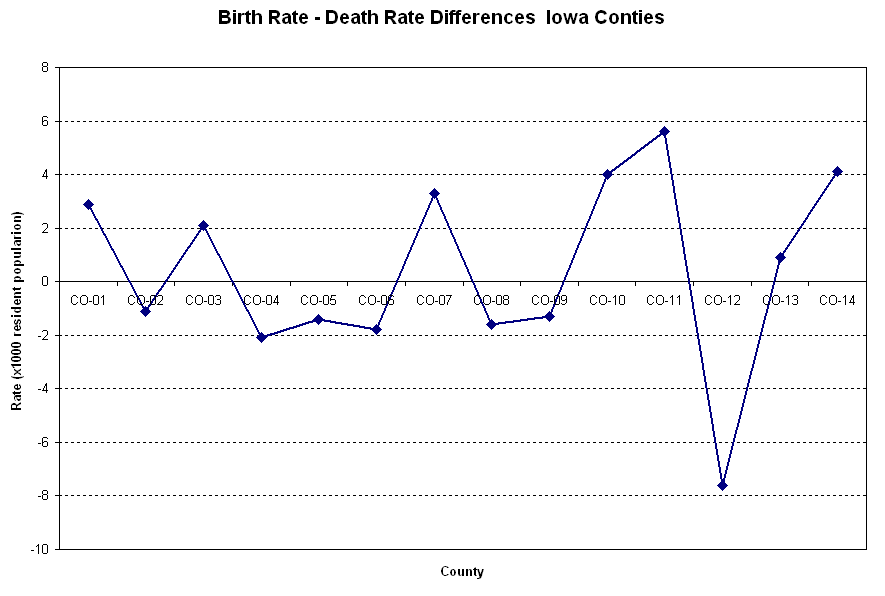 Birth Rate - Death Rate Differences  Iowa Conties
8
6
4
2
0
-2
-4
-6
-8
-10
Rate (x1000 resident population)
CO-01 CO-02 CO-03 CO-04 CO-05 CO-06 CO-07 CO-08 CO-09 CO-10 CO-11 CO-12 CO-13 CO-14
County